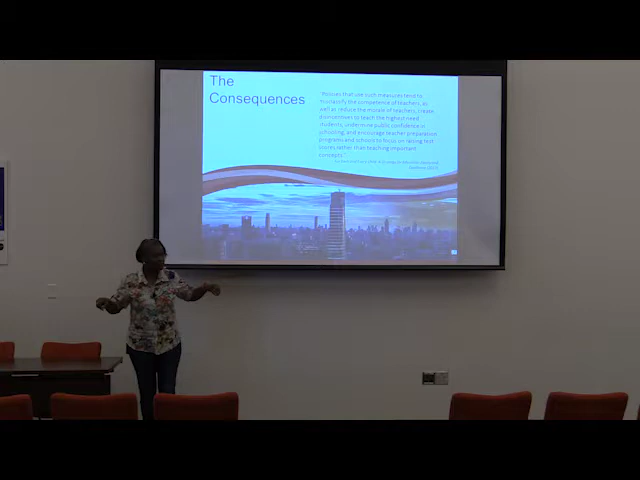 The
Consequences
"Policies that use such measures tend to
misclassify the competence of teachers, as
well as reduce the morale of teachers, create
disincentives to teach the highest need
students, undermine public confidence in
schooling, and encourage teacher preparation
programs and schools to focus on raising test
scores rather than teaching important
concepts"